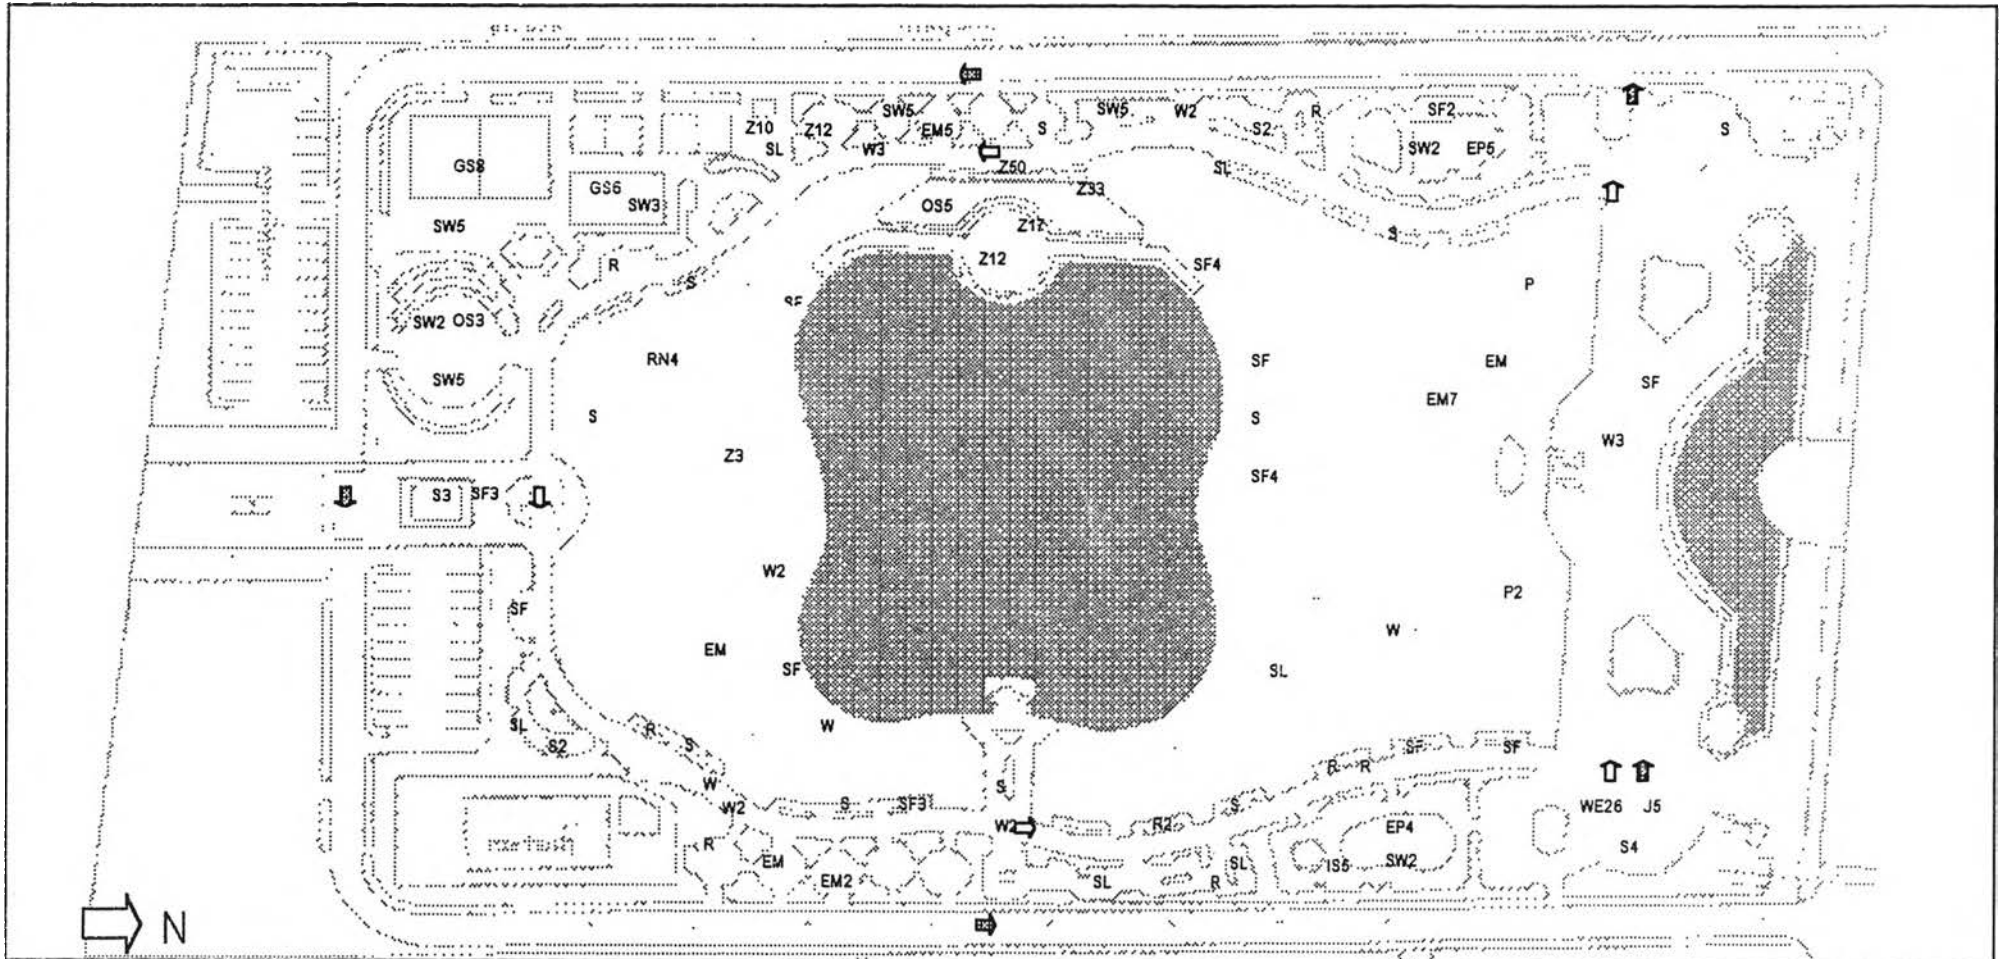 SW5 SW5 W2 R SF2
Z10 Z12 EM5 S S2 S
SL W3 SW2 EP5
GS8 Z50 SL
GS6 Z33
SW3 OS5
SW5 Z17 S
R Z12 SF4
S P
SF
SW2 OS3
RN4 SF EM
SW5 SF
EM7
S S
W3
Z3
SF4
S3 SF3
W2
P2
SF
W
EM
SF SL
SL R W
S2 S SF SF
R R
W
W2 S SF3 S S WE26 J5
W2 R2 EP4
R S4
EM SL IS5 SW2
EM2 SL R
N